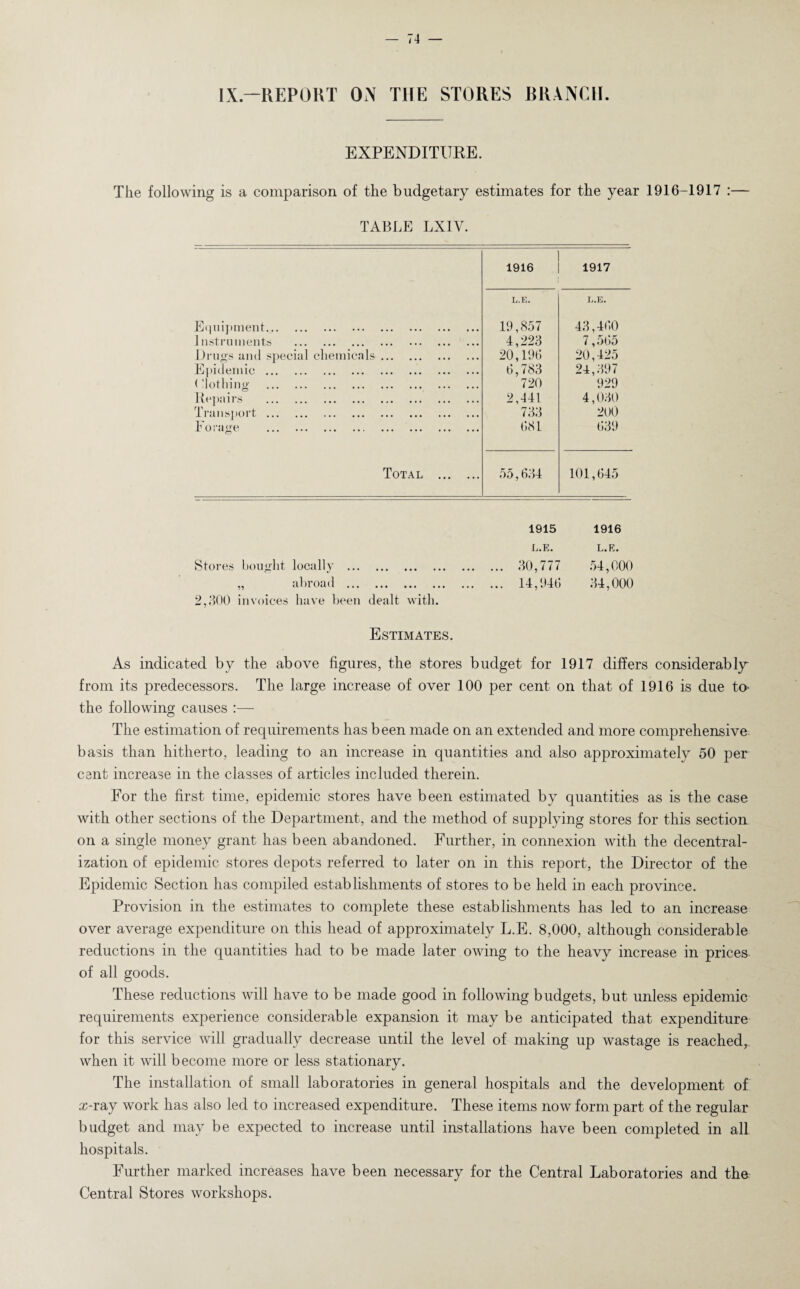 — 74 —
IX.—REPORT ON THE STORES BRANCH.
EXPENDITURE.
The following is a comparison of the budgetary estimates for the year 1916–1917 :—
TABLE LXIV.
1916 1917
L.E. L.E.
Equipment... ... ... ... ... ... ... ... 19,857 43,460
Instruments ... ... ... ... ... ... ... 4,223 7,565
Drugs and special chemicals ... ... ... ... 20,196 20,425
Epidemic ... ... ... ... ... ... ... ... 6,783 24,397
Clothing ... ... ... ... ... ... ... ... 720 929
Repairs ... ... ... ... ... ... ... ... 2,441 4,030
Transport ... ... ... ... ... ... ... ... 733 200
Forage ... ... ... ... ... ... ... ... 681 639
TOTAL ... ... 55,634 101,645
1915 1916
L.E. L.E.
Stores bought locally ... ... ... ... ... ... ... 30,777 54,000
„ abroad ... ... ... ... ... ... ... 14,946 34,000
2,300 invoices have been dealt with.
ESTIMATES.
As indicated by the above figures, the stores budget for 1917 differs considerably
from its predecessors. The large increase of over 100 per cent on that of 1916 is due to
the following causes :—
The estimation of requirements has been made on an extended and more comprehensive
basis than hitherto, leading to an increase in quantities and also approximately 50 per
cent increase in the classes of articles included therein.
For the first time, epidemic stores have been estimated by quantities as is the case
with other sections of the Department, and the method of supplying stores for this section
on a single money grant has been abandoned. Further, in connexion with the decentral-
ization of epidemic stores depots referred to later on in this report, the Director of the
Epidemic Section has compiled establishments of stores to be held in each province.
Provision in the estimates to complete these establishments has led to an increase
over average expenditure on this head of approximately L.E. 8,000, although considerable
reductions in the quantities had to be made later owing to the heavy increase in prices
of all goods.
These reductions will have to be made good in following budgets, but unless epidemic
requirements experience considerable expansion it may be anticipated that expenditure
for this service will gradually decrease until the level of making up wastage is reached,
when it will become more or less stationary.
The installation of small laboratories in general hospitals and the development of
x-ray work has also led to increased expenditure. These items now form part of the regular
budget and may be expected to increase until installations have been completed in all
hospitals.
Further marked increases have been necessary for the Central Laboratories and the
Central Stores workshops.